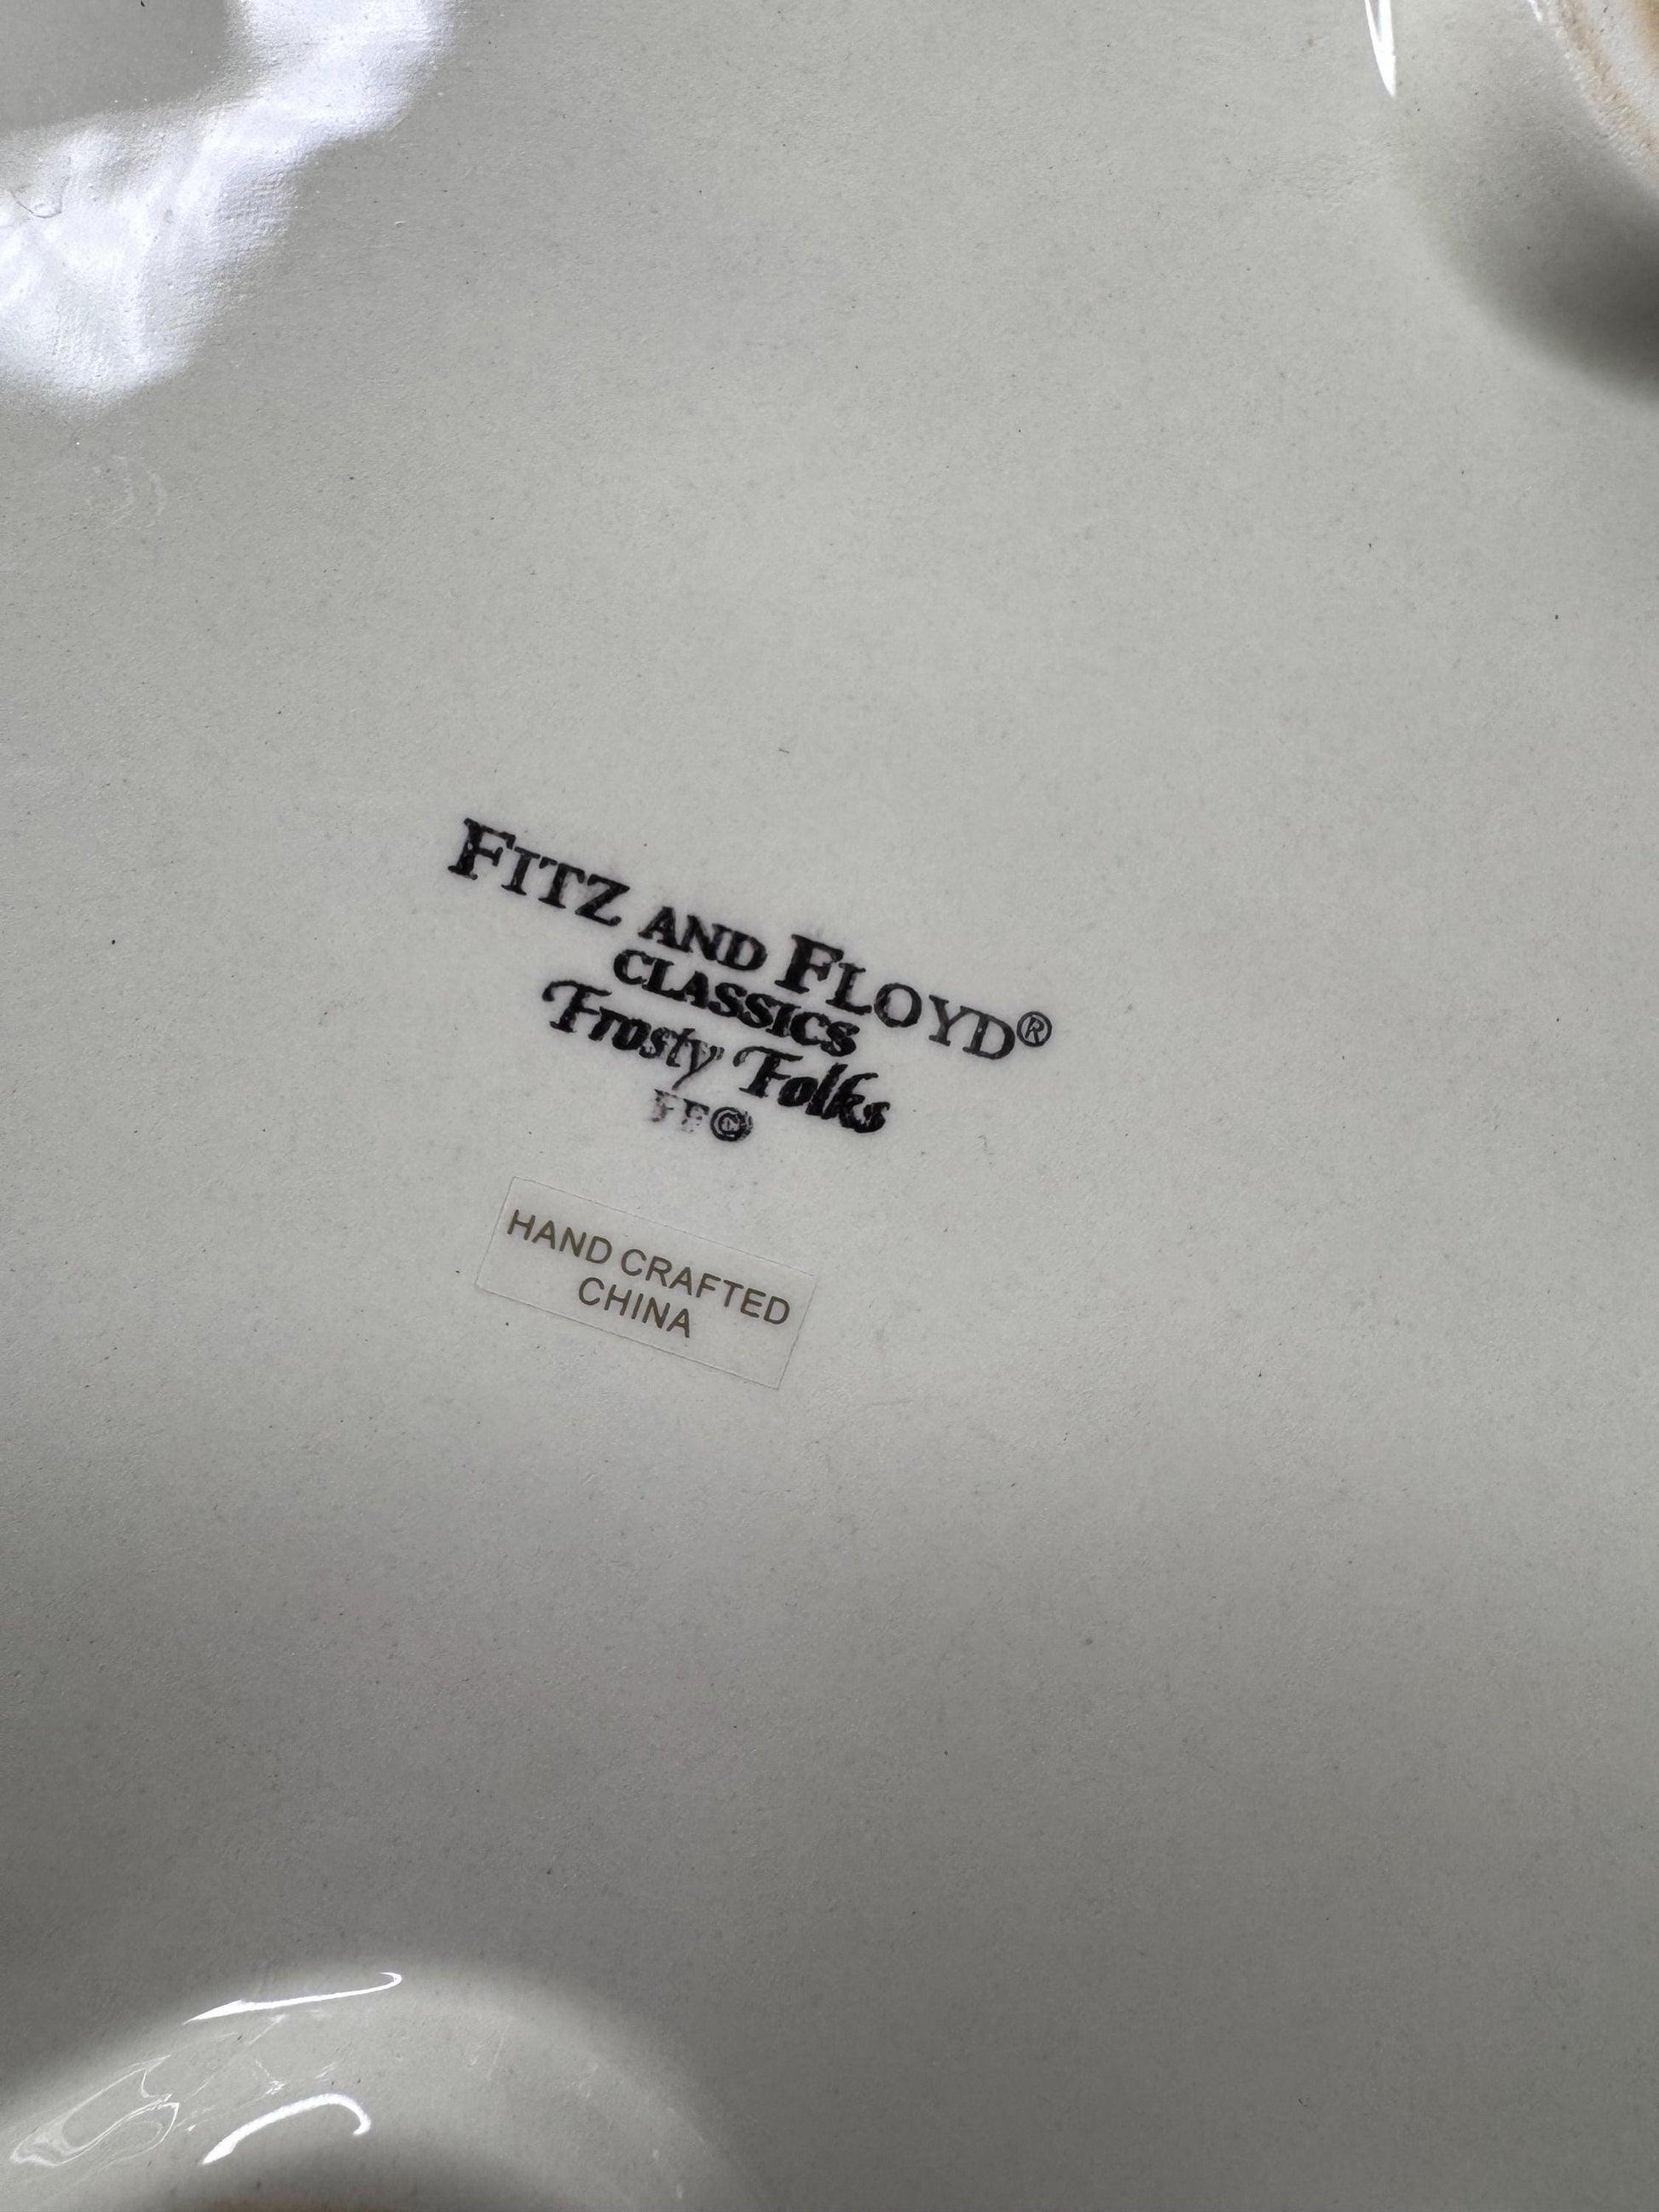 FITZ AND FLOYD®
CLASSICS
Frosty Folks
FF©
HAND CRAFTED
CHINA